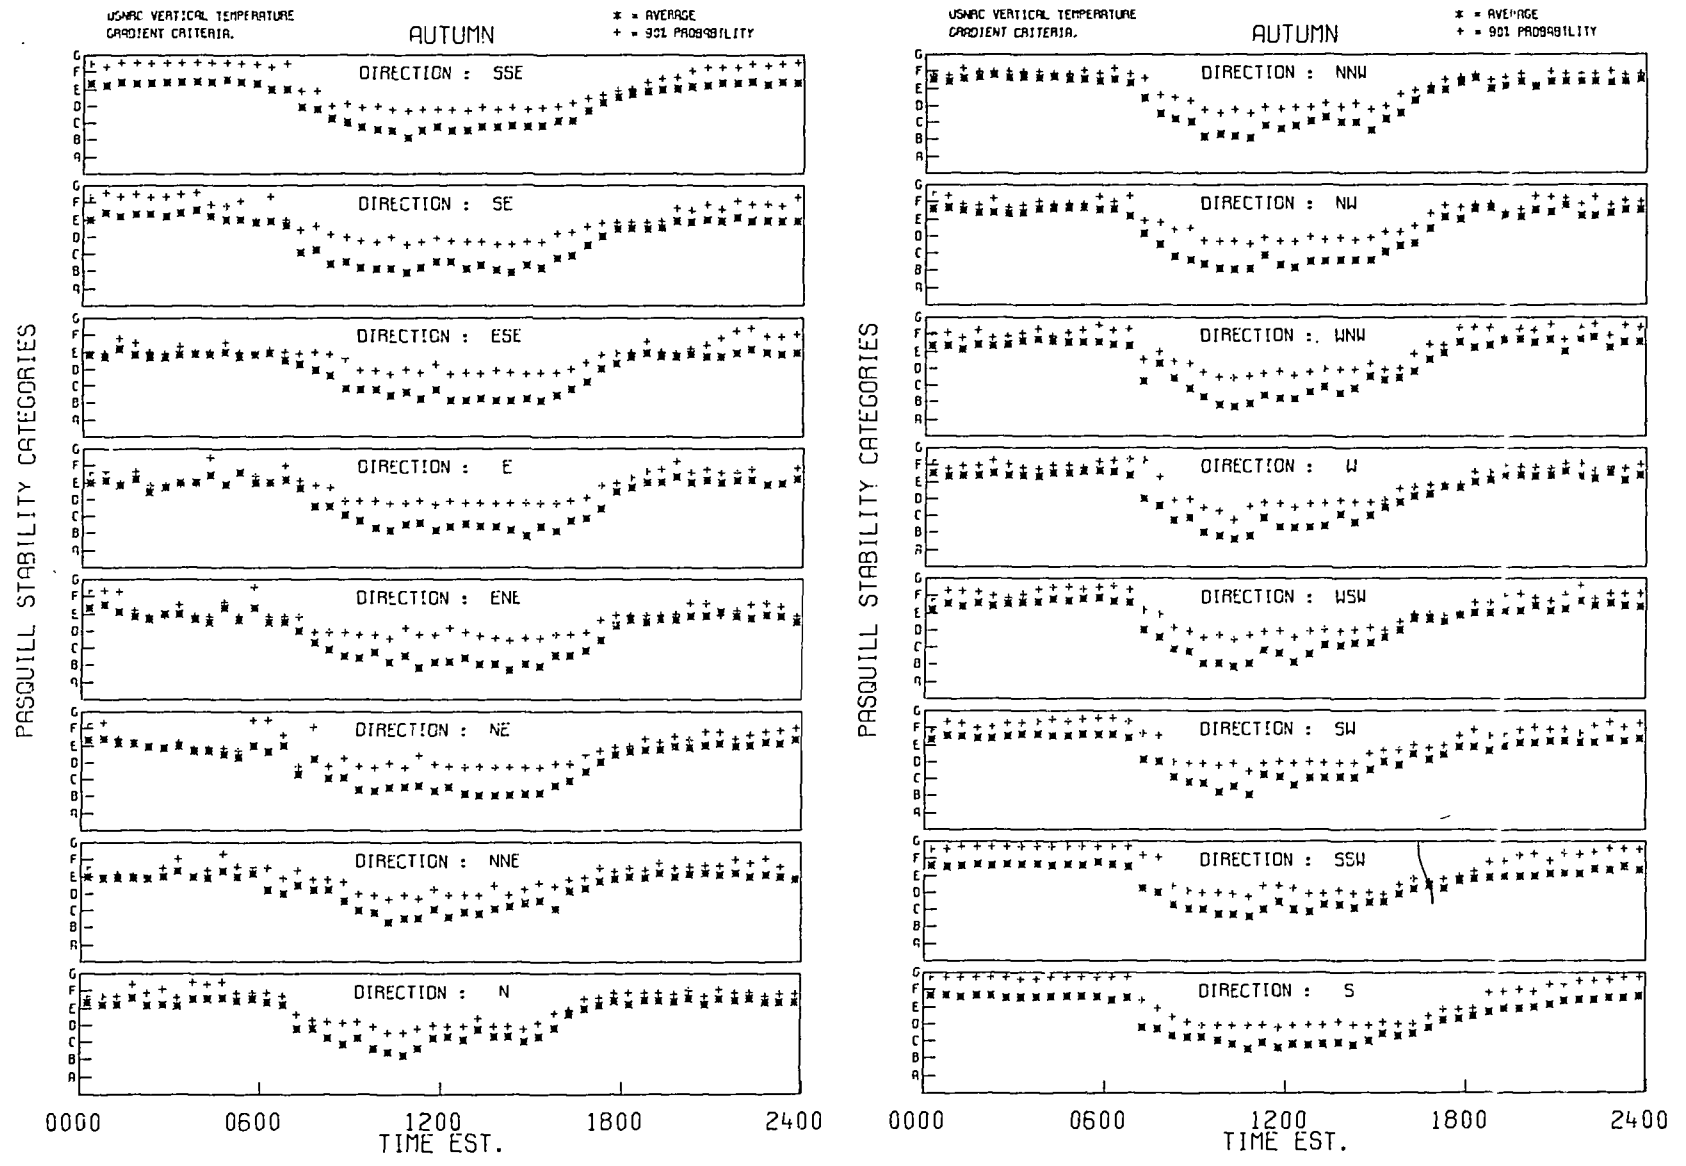 USNRC VERTICAL TEMPERATURE
GRADIENT CRITERIA.
AUTUMN
* = AVERAGE
+ = 90% PROBABILITY
PASQUILL STABILITY CATEGORIES
G
F
E
D
C
B
A
DIRECTION : SSE
G
F
E
D
C
B
A
DIRECTION : SE
G
F
E
D
C
B
A
DIRECTION : ESE
G
F
E
D
C
B
A
DIRECTION : E
G
F
E
D
C
B
A
DIRECTION : ENE
G
F
E
D
C
B
A
DIRECTION : NE
G
F
E
D
C
B
A
DIRECTION : NNE
G
F
E
D
C
B
A
DIRECTION : N
0000 0600 1200 1800 2400
TIME EST.
USNRC VERTICAL TEMPERATURE
GRADIENT CRITERIA.
AUTUMN
* = AVERAGE
+ = 90% PROBABILITY
PASQUILL STABILITY CATEGORIES
G
F
E
D
C
B
A
DIRECTION : NNW
G
F
E
D
C
B
A
DIRECTION : NW
G
F
E
D
C
B
A
DIRECTION : WNW
G
F
E
D
C
B
A
DIRECTION : W
G
F
E
D
C
B
A
DIRECTION : WSW
G
F
E
D
C
B
A
DIRECTION : SW
G
F
E
D
C
B
A
DIRECTION : SSW
G
F
E
D
C
B
A
DIRECTION : S
0000 0600 1200 1800 2400
TIME EST.